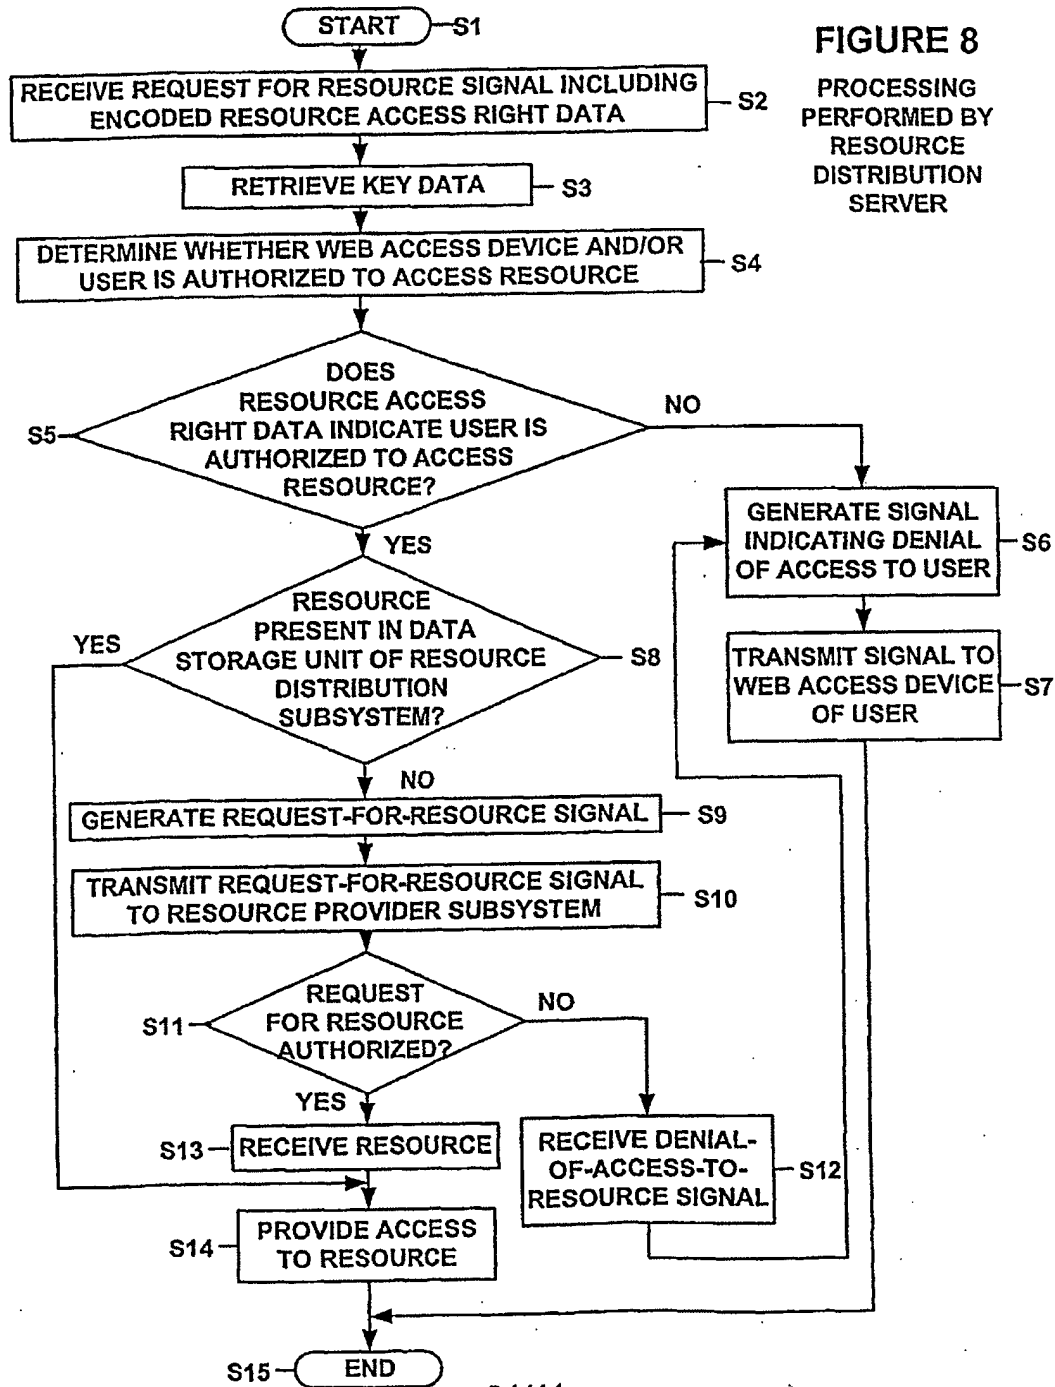 FIGURE 8
PROCESSING
PERFORMED BY
RESOURCE
DISTRIBUTION
SERVER
START
S1
RECEIVE REQUEST FOR RESOURCE SIGNAL INCLUDING
ENCODED RESOURCE ACCESS RIGHT DATA
S2
RETRIEVE KEY DATA
S3
DETERMINE WHETHER WEB ACCESS DEVICE AND/OR
USER IS AUTHORIZED TO ACCESS RESOURCE
S4
DOES
RESOURCE ACCESS
RIGHT DATA INDICATE USER IS
AUTHORIZED TO ACCESS
RESOURCE?
S5
NO
YES
GENERATE SIGNAL
INDICATING DENIAL
OF ACCESS TO USER
S6
TRANSMIT SIGNAL TO
WEB ACCESS DEVICE
OF USER
S7
RESOURCE
PRESENT IN DATA
STORAGE UNIT OF RESOURCE
DISTRIBUTION
SUBSYSTEM?
S8
YES
NO
GENERATE REQUEST-FOR-RESOURCE SIGNAL
S9
TRANSMIT REQUEST-FOR-RESOURCE SIGNAL
TO RESOURCE PROVIDER SUBSYSTEM
S10
REQUEST
FOR RESOURCE
AUTHORIZED?
S11
NO
YES
RECEIVE DENIAL-
OF-ACCESS-TO-
RESOURCE SIGNAL
S12
S13
RECEIVE RESOURCE
S14
PROVIDE ACCESS
TO RESOURCE
S15
END